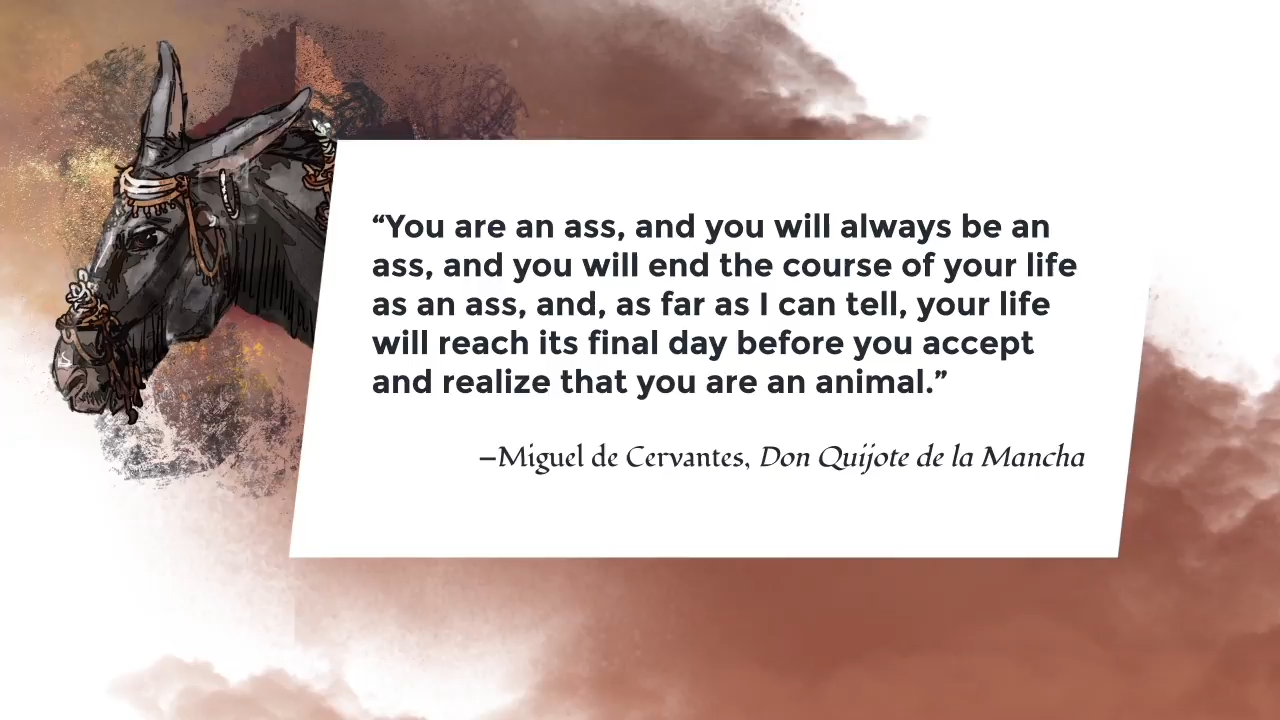 “You are an ass, and you will always be an
ass, and you will end the course of your life
as an ass, and, as far as I can tell, your life
will reach its final day before you accept
and realize that you are an animal.”
–Miguel de Cervantes, Don Quijote de la Mancha